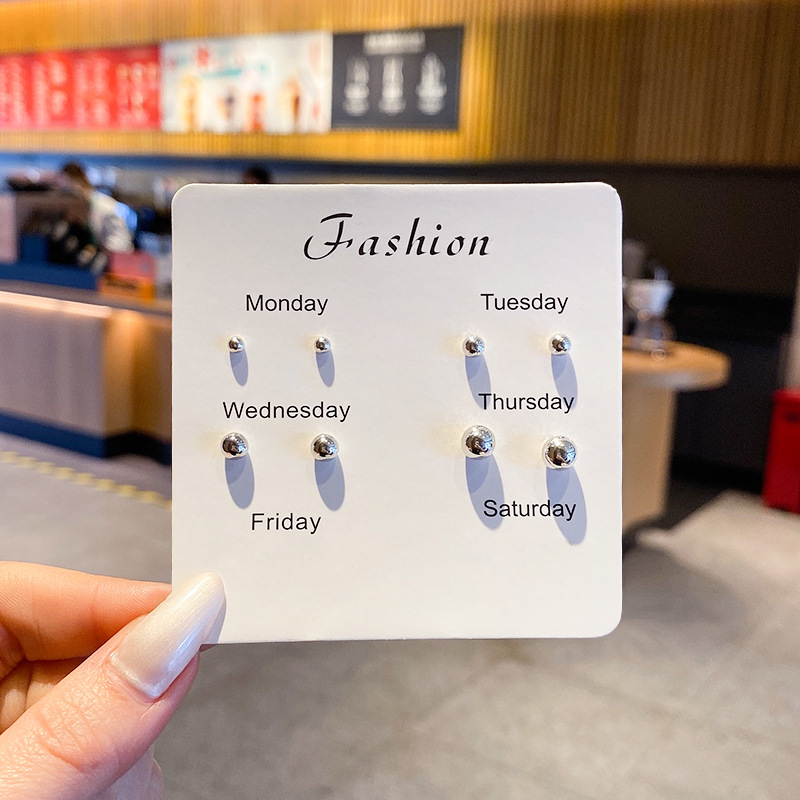 Fashion
Monday Tuesday
Wednesday Thursday
Friday Saturday